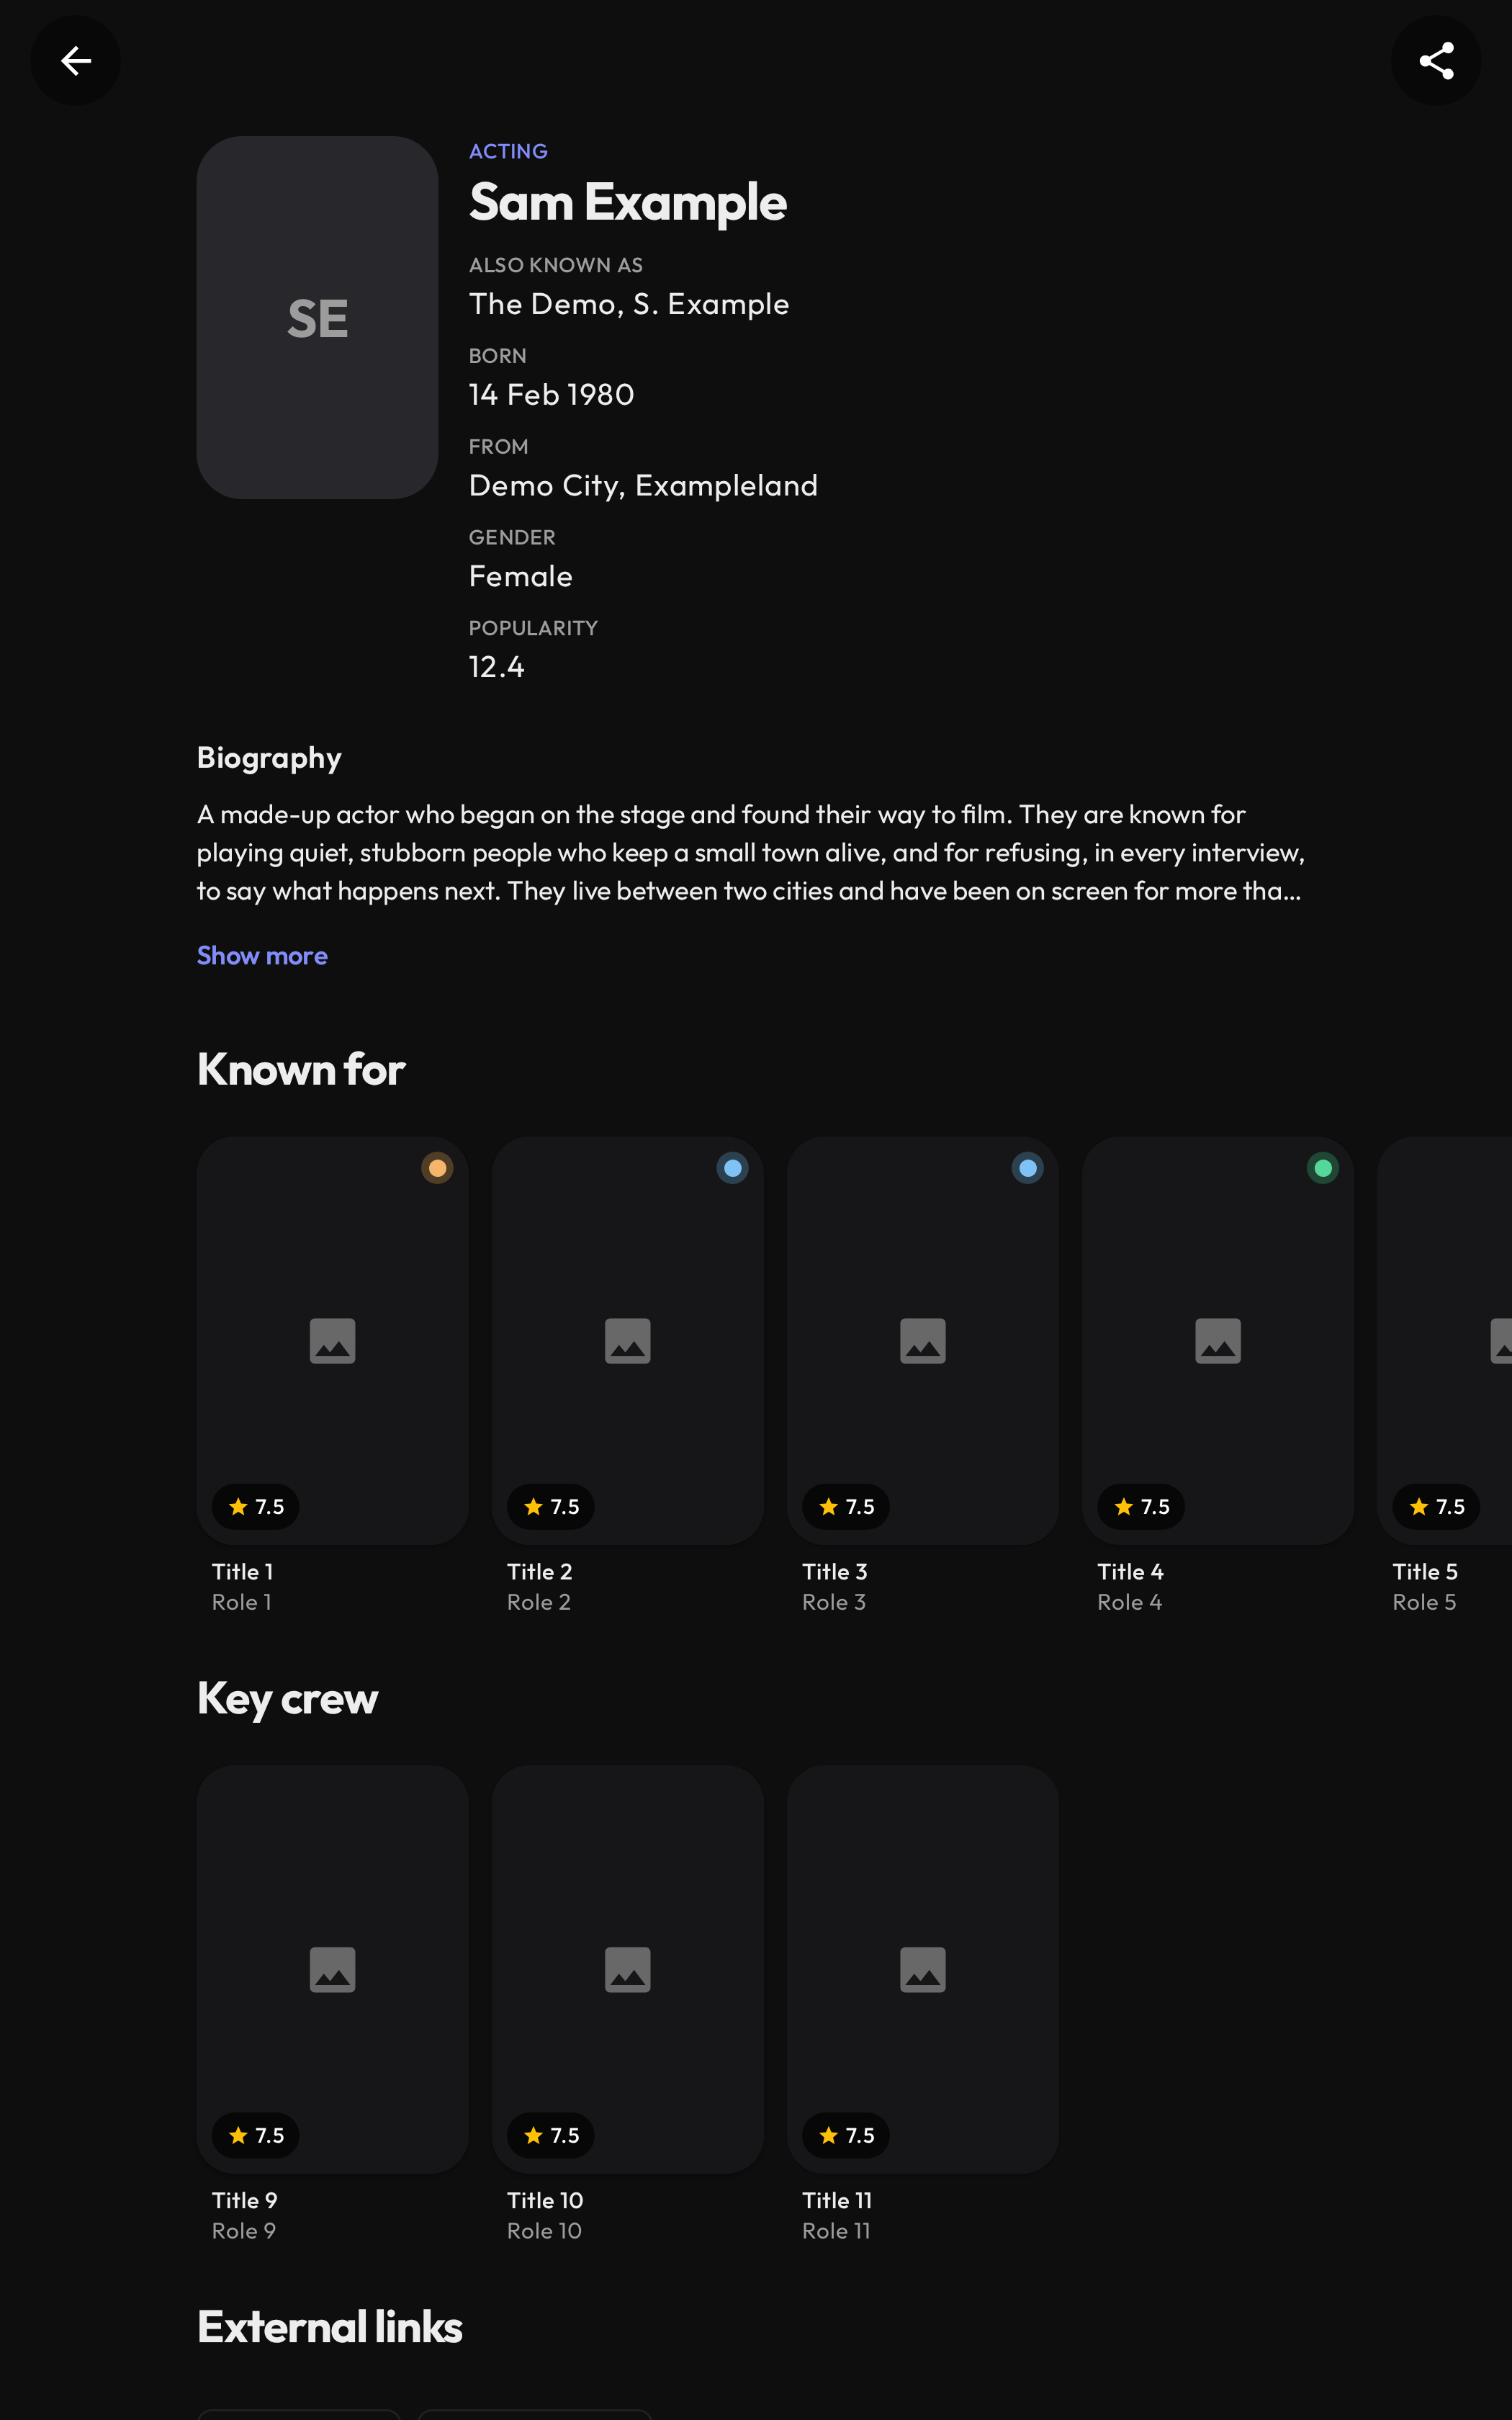 ACTING
Sam Example
ALSO KNOWN AS
The Demo, S. Example
BORN
14 Feb 1980
FROM
Demo City, Exampleland
GENDER
Female
POPULARITY
12.4
SE
Biography
A made-up actor who began on the stage and found their way to film. They are known for
playing quiet, stubborn people who keep a small town alive, and for refusing, in every interview,
to say what happens next. They live between two cities and have been on screen for more tha…
Show more
Known for
7.5
7.5
7.5
7.5
7.5
Title 1
Title 2
Title 3
Title 4
Title 5
Role 1
Role 2
Role 3
Role 4
Role 5
Key crew
7.5
7.5
7.5
Title 9
Title 10
Title 11
Role 9
Role 10
Role 11
External links